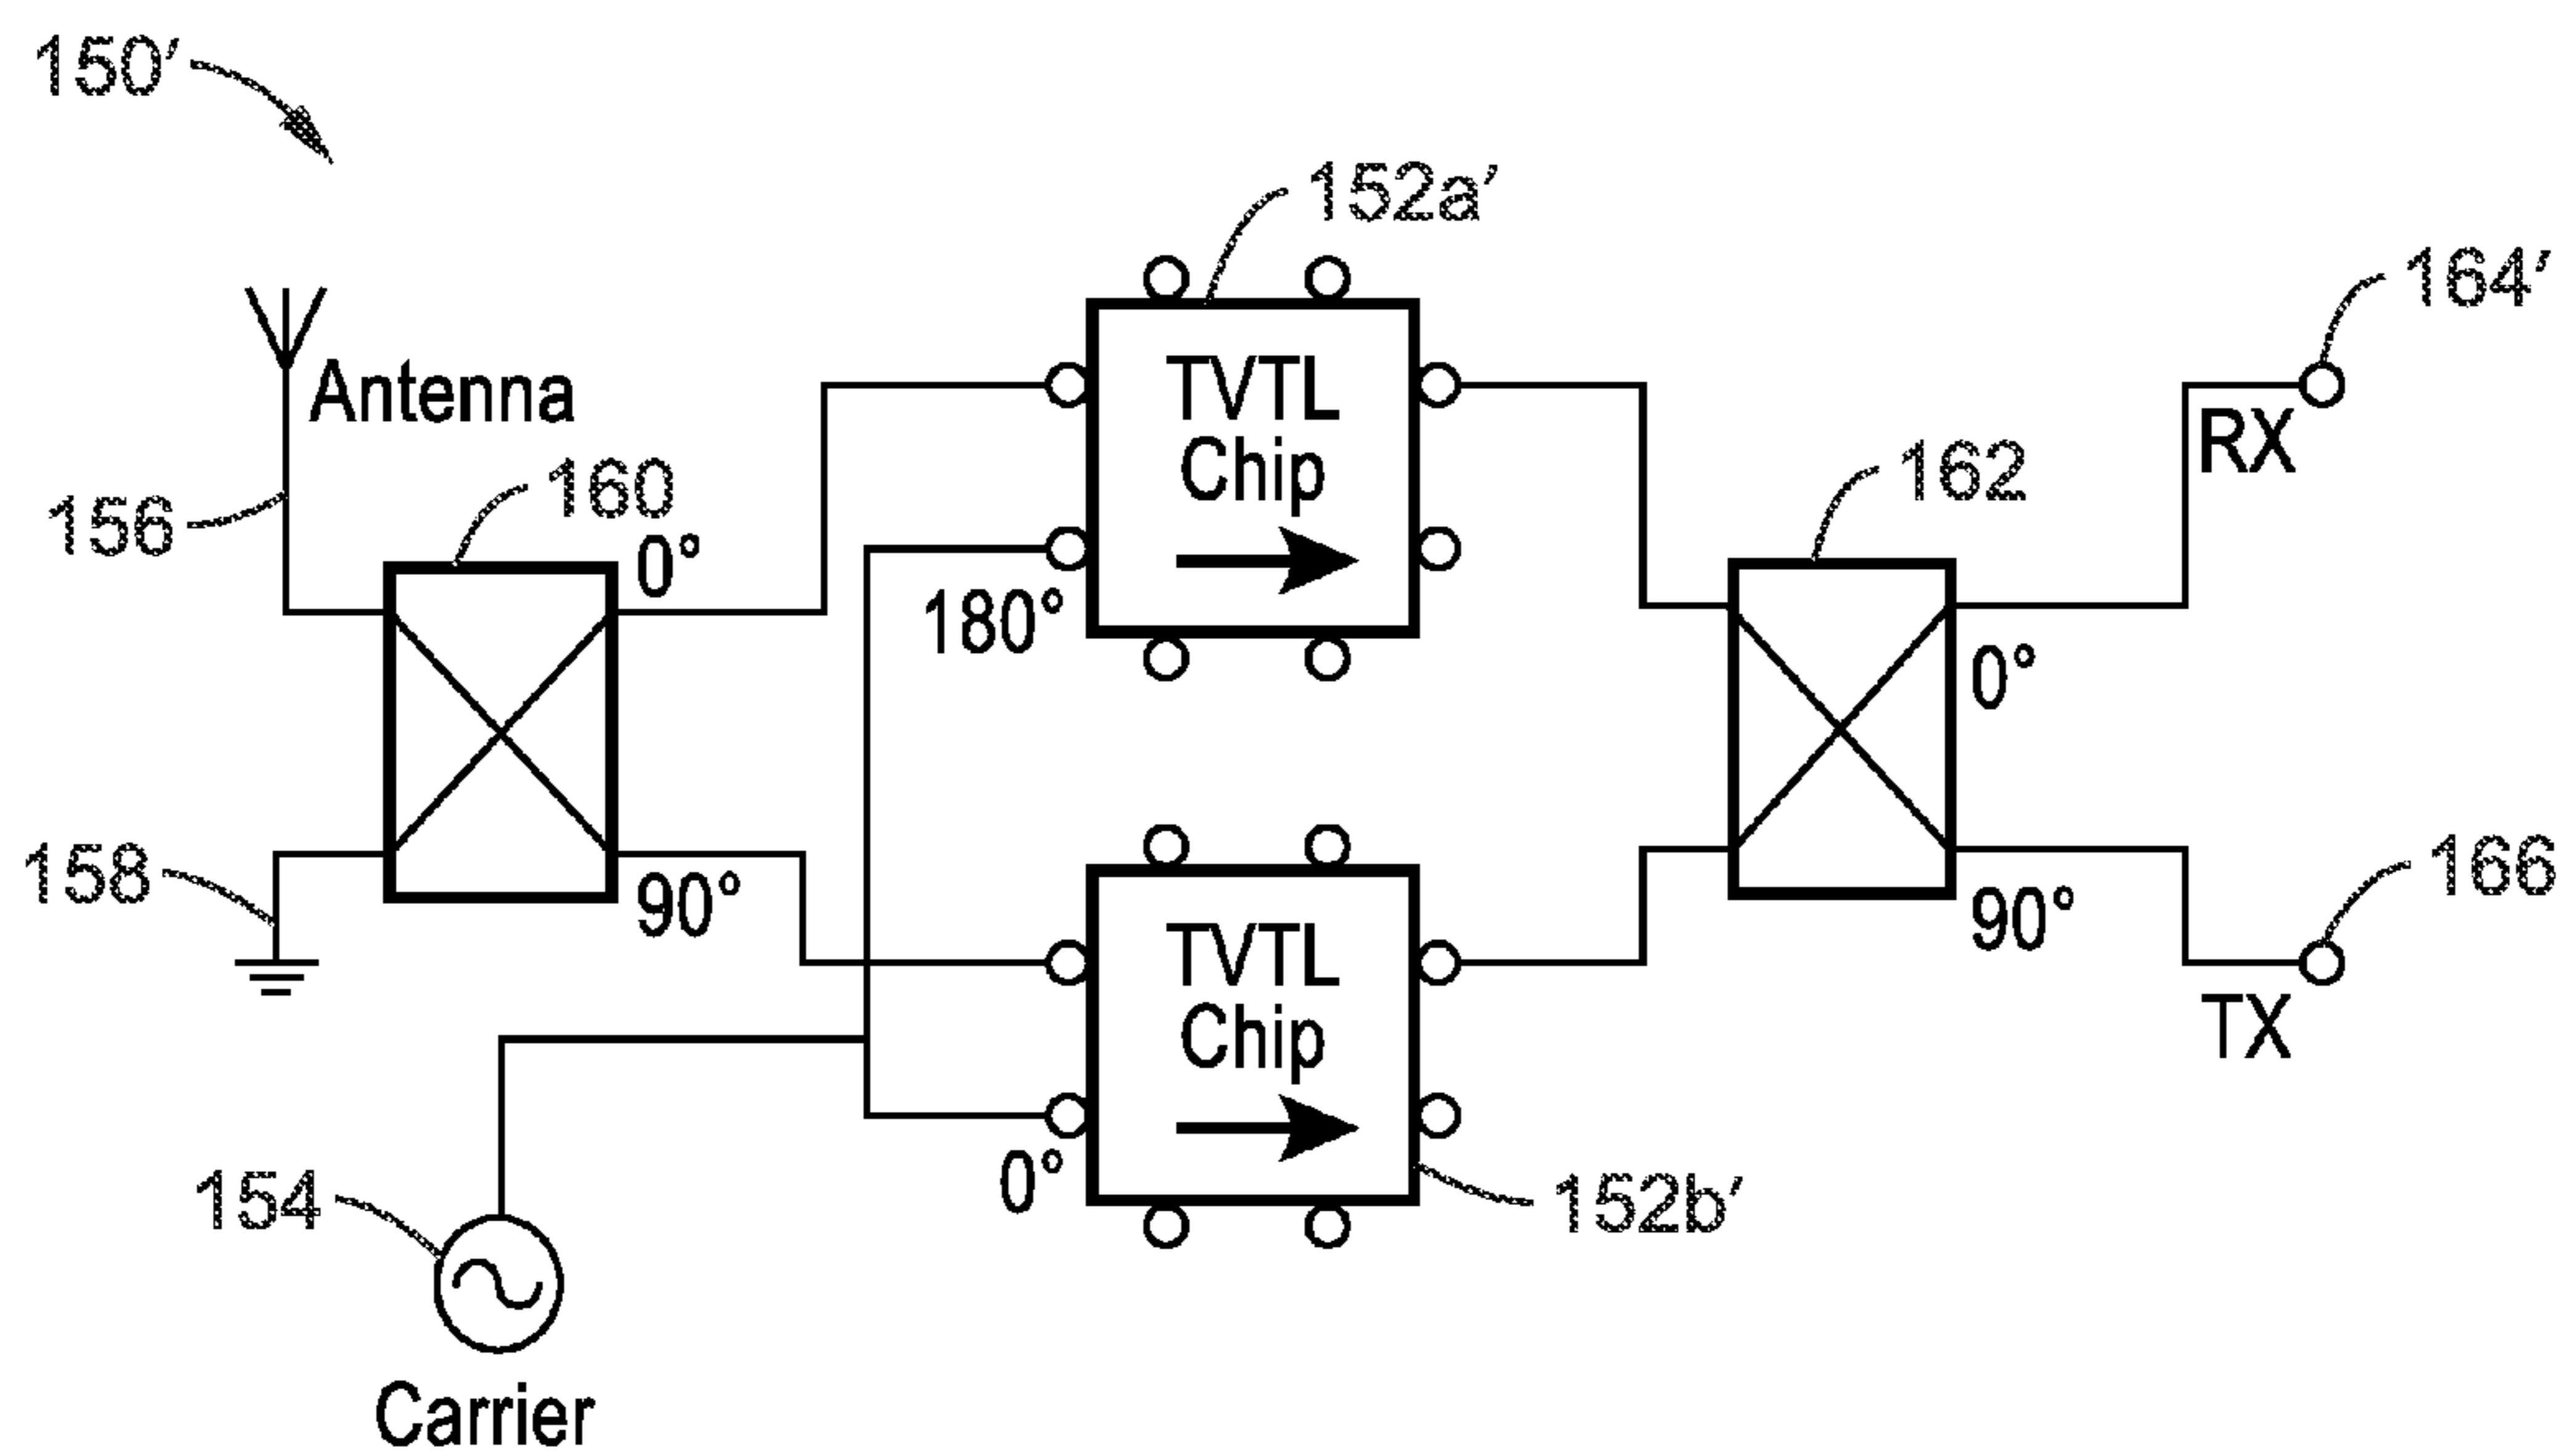 150′
152a′
164′
Antenna
TVTL
Chip
RX
160
162
156
0°
180°
0°
158
90°
90°
166
TVTL
Chip
TX
154
0°
152b′
Carrier